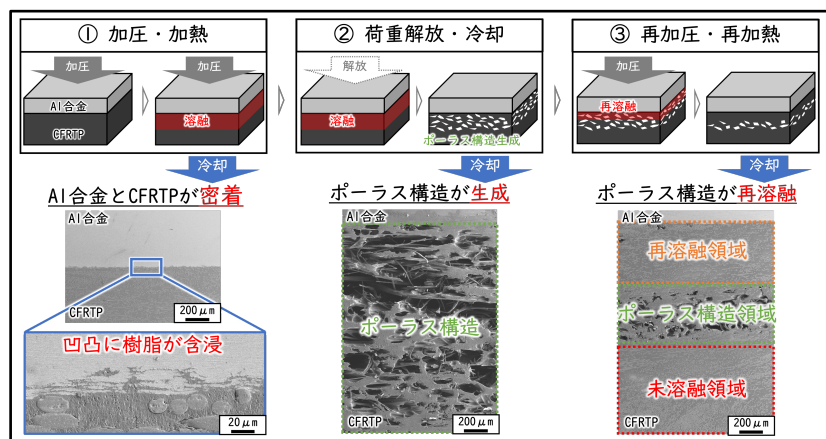 ① 加圧・加熱
加圧
加圧
Al合金
CFRTP
溶融
冷却
Al合金とCFRTPが密着
Al合金
CFRTP
200μm
凹凸に樹脂が含浸
20μm
② 荷重解放・冷却
解放
溶融
ポーラス構造生成
冷却
ポーラス構造が生成
Al合金
ポーラス構造
CFRTP
200μm
③ 再加圧・再加熱
加圧
再溶融
冷却
ポーラス構造が再溶融
Al合金
再溶融領域
ポーラス構造領域
未溶融領域
CFRTP
200μm